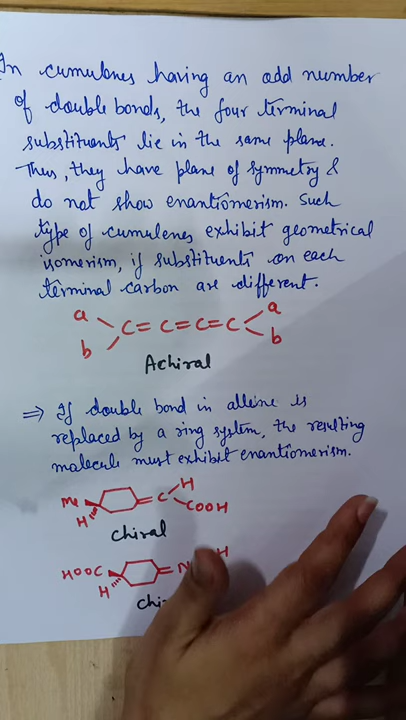 In cumulenes having an odd number
of double bonds, the four terminal
substituents lie in the same plane.
Thus, they have plane of symmetry &
do not show enantiomerism. Such
type of cumulenes exhibit geometrical
isomerism, if substituents on each
terminal carbon are different.
a a
C=C=C=C
b b
Achiral
⇒ If double bond in allene is
replaced by a ring system, the resulting
molecule must exhibit enantiomerism.
H
Me =C
H COOH
chiral
H
HOOC =N
H
chi